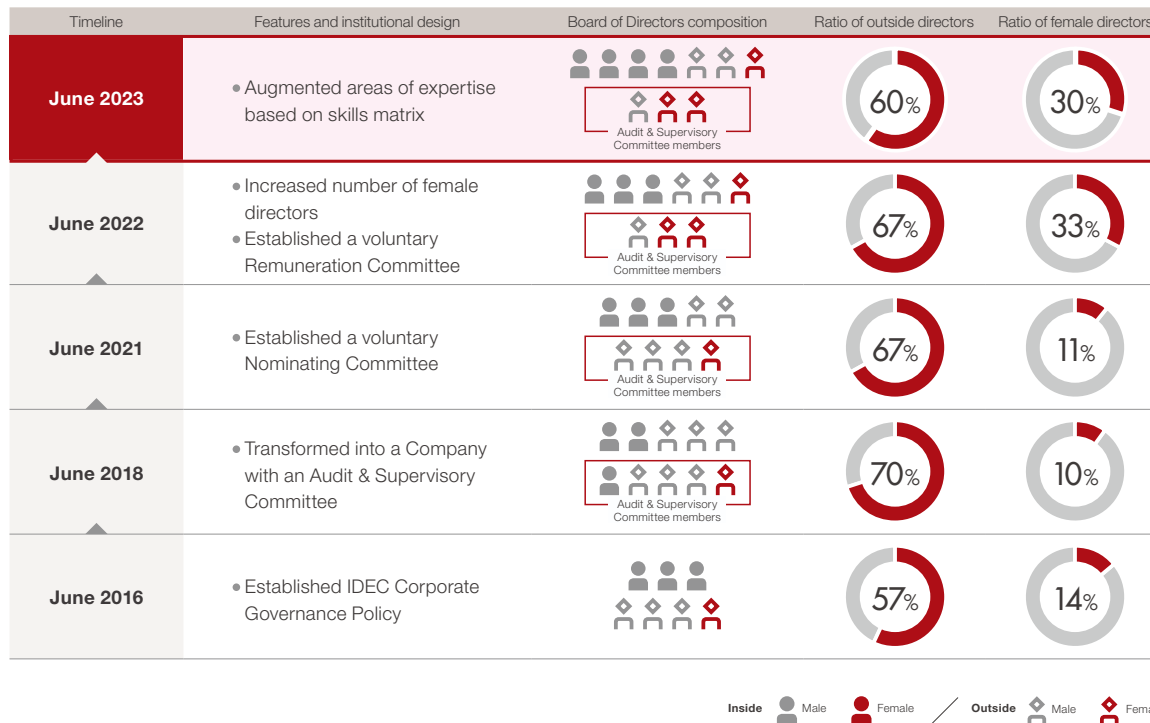 Timeline
Features and institutional design
Board of Directors composition
Ratio of outside directors
Ratio of female directors
June 2023
• Augmented areas of expertise
based on skills matrix
Audit & Supervisory
Committee members
60%
30%
June 2022
• Increased number of female
directors
• Established a voluntary
Remuneration Committee
Audit & Supervisory
Committee members
67%
33%
June 2021
• Established a voluntary
Nominating Committee
Audit & Supervisory
Committee members
67%
11%
June 2018
• Transformed into a Company
with an Audit & Supervisory
Committee
Audit & Supervisory
Committee members
70%
10%
June 2016
• Established IDEC Corporate
Governance Policy
57%
14%
Inside Male Female Outside Male